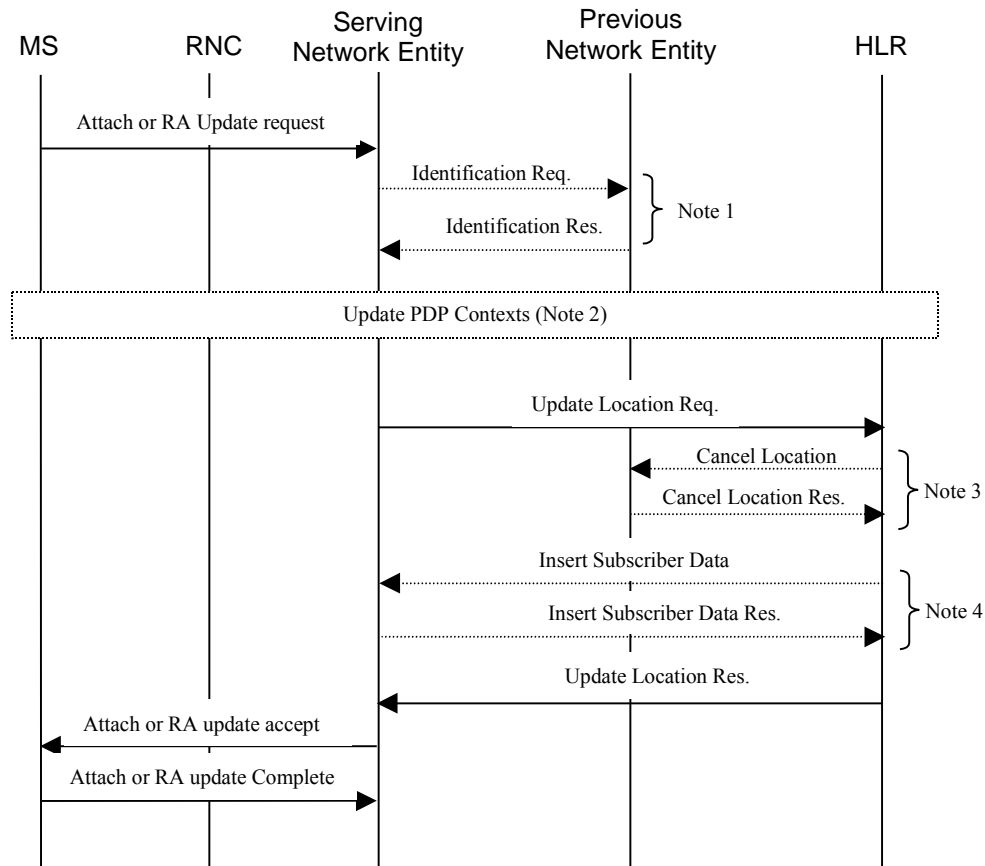 MS
RNC
Serving
Network Entity
Previous
Network Entity
HLR
Attach or RA Update request
Identification Req.
Note 1
Identification Res.
Update PDP Contexts (Note 2)
Update Location Req.
Cancel Location
Note 3
Cancel Location Res.
Insert Subscriber Data
Note 4
Insert Subscriber Data Res.
Update Location Res.
Attach or RA update accept
Attach or RA update Complete